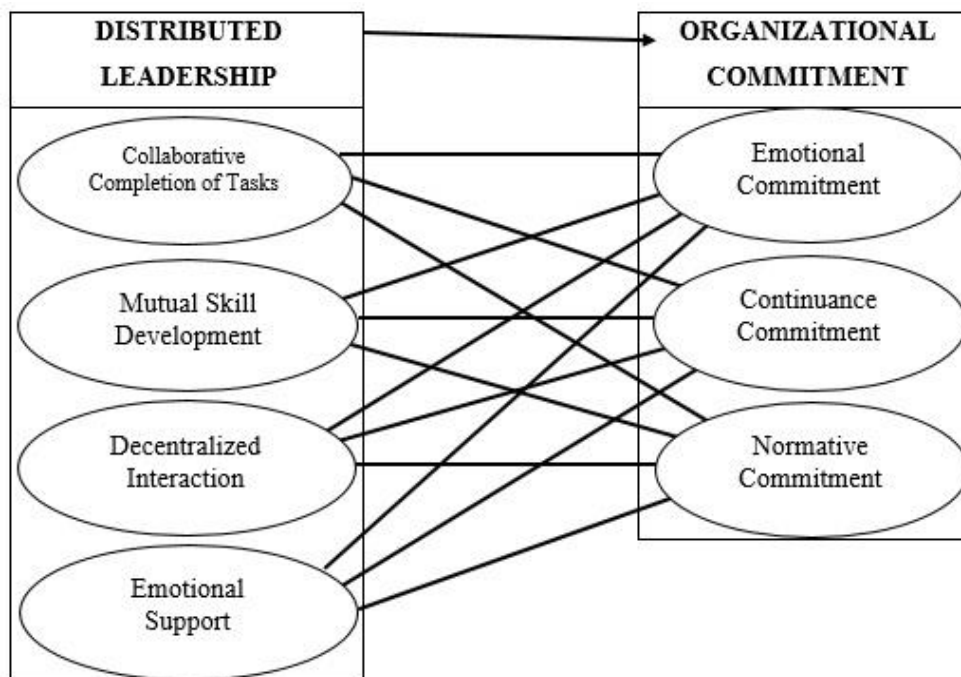 DISTRIBUTED
LEADERSHIP
Collaborative
Completion of Tasks
Mutual Skill
Development
Decentralized
Interaction
Emotional
Support
ORGANIZATIONAL
COMMITMENT
Emotional
Commitment
Continuance
Commitment
Normative
Commitment